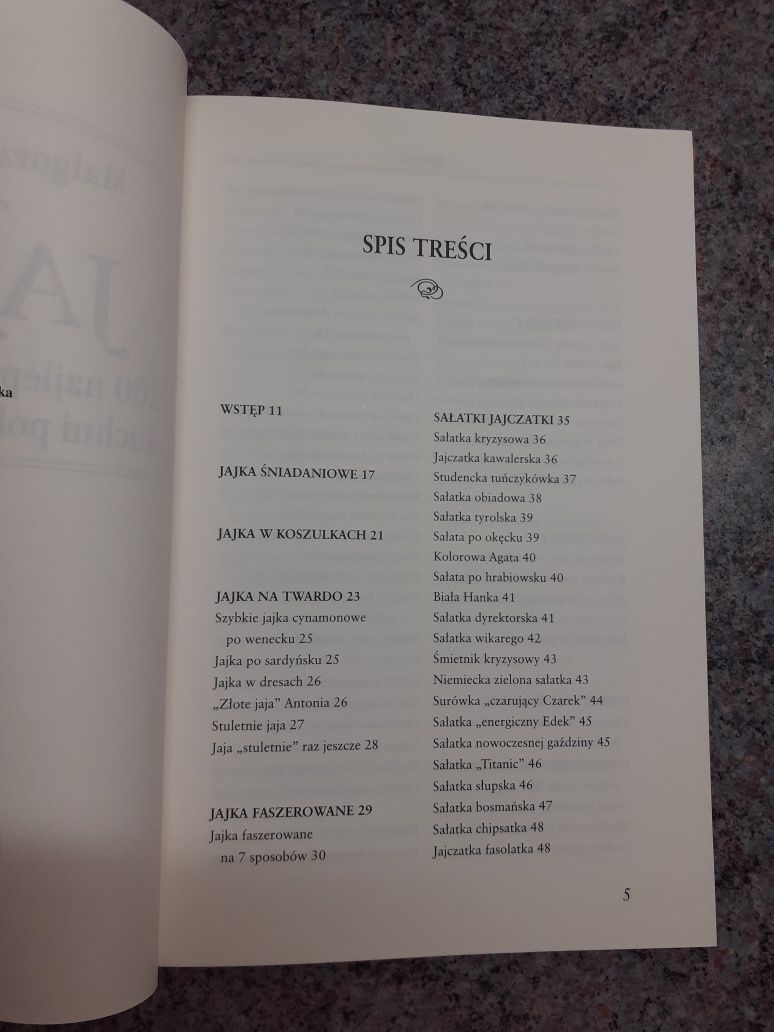 SPIS TREŚCI
WSTĘP 11
JAJKA ŚNIADANIOWE 17
JAJKA W KOSZULKACH 21
JAJKA NA TWARDO 23
Szybkie jajka cynamonowe
po wenecku 25
Jajka po sardyńsku 25
Jajka w dresach 26
„Złote jaja” Antonia 26
Stuletnie jaja 27
Jaja „stuletnie” raz jeszcze 28
JAJKA FASZEROWANE 29
Jajka faszerowane
na 7 sposobów 30
SAŁATKI JAJCZATKI 35
Sałatka kryzysowa 36
Jajczatka kawalerska 36
Studencka tuńczykówka 37
Sałatka obiadowa 38
Sałatka tyrolska 39
Sałata po okęcku 39
Kolorowa Agata 40
Sałata po hrabiowsku 40
Biała Hanka 41
Sałatka dyrektorska 41
Sałatka wikarego 42
Śmietnik kryzysowy 43
Niemiecka zielona sałatka 43
Surówka „czarujący Czarek” 44
Sałatka „energiczny Edek” 45
Sałatka nowoczesnej gaździny 45
Sałatka „Titanic” 46
Sałatka słupska 46
Sałatka bosmańska 47
Sałatka chipsatka 48
Jajczatka fasolatka 48
5